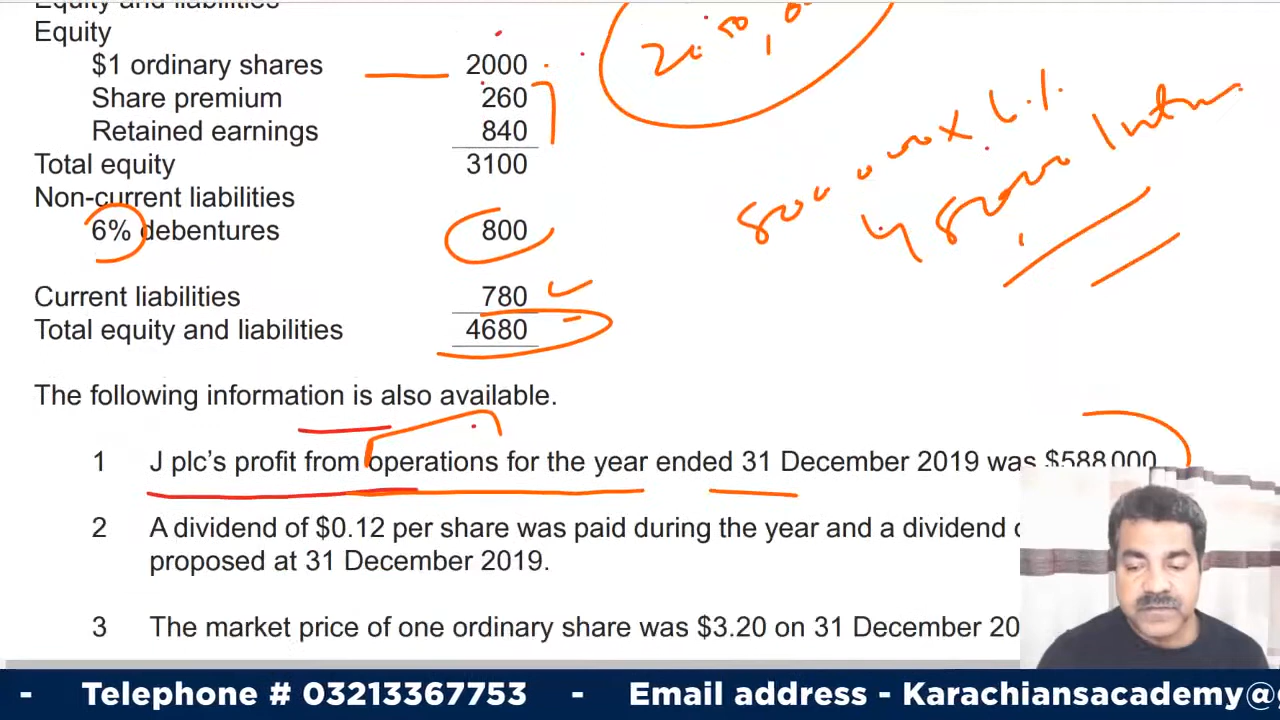 Equity and liabilities
Equity
$1 ordinary shares 2000
Share premium 260
Retained earnings 840
Total equity 3100
Non-current liabilities
6% debentures 800
Current liabilities 780
Total equity and liabilities 4680
The following information is also available.
1 J plc's profit from operations for the year ended 31 December 2019 was $588 000
2 A dividend of $0.12 per share was paid during the year and a dividend
proposed at 31 December 2019.
3 The market price of one ordinary share was $3.20 on 31 December 20
- Telephone # 03213367753 - Email address - Karachiansacademy@